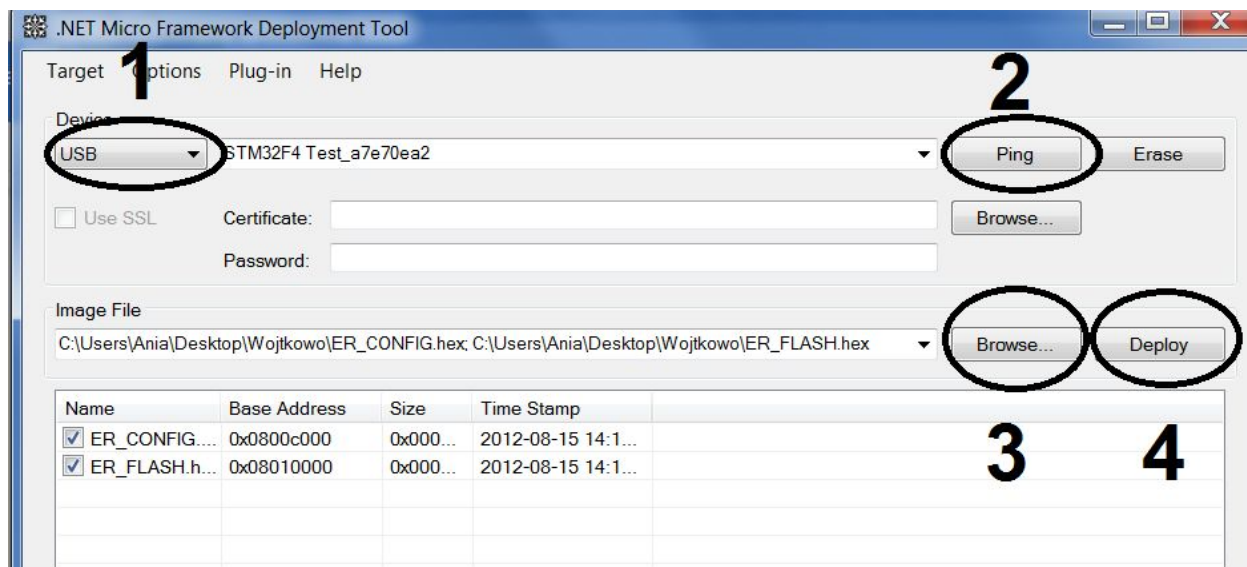 .NET Micro Framework Deployment Tool
1
2
Target Options Plug-in Help
Device
USB STM32F4 Test_a7e70ea2 Ping Erase
Use SSL Certificate: Browse...
Password:
Image File
C:\Users\Ania\Desktop\Wojtkowo\ER_CONFIG.hex; C:\Users\Ania\Desktop\Wojtkowo\ER_FLASH.hex Browse... Deploy
Name Base Address Size Time Stamp
ER_CONFIG.... 0x0800c000 0x000... 2012-08-15 14:1...
ER_FLASH.h... 0x08010000 0x000... 2012-08-15 14:1...
3 4